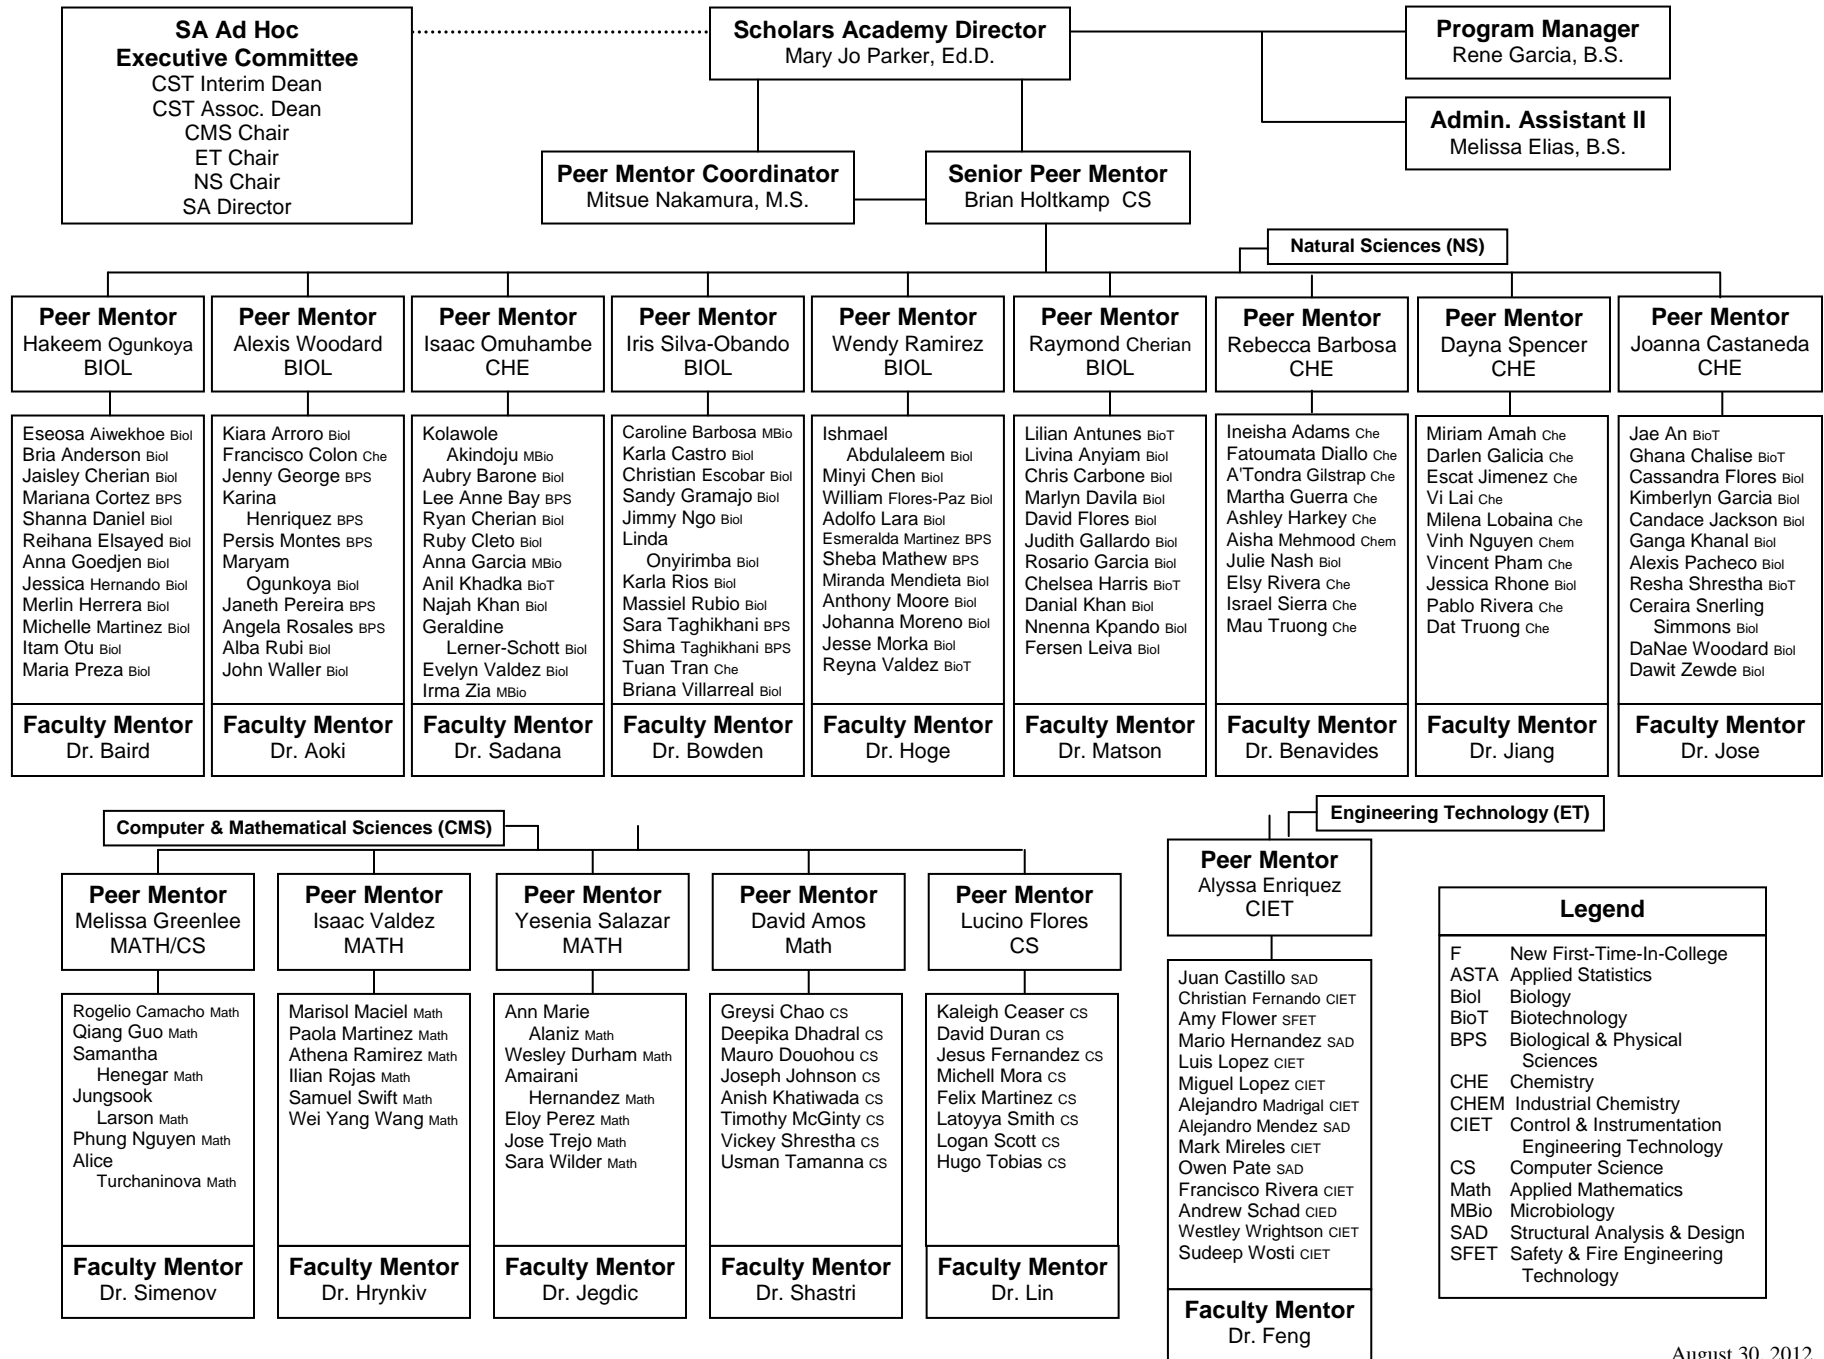 SA Ad Hoc
Executive Committee
CST Interim Dean
CST Assoc. Dean
CMS Chair
ET Chair
NS Chair
SA Director
Scholars Academy Director
Mary Jo Parker, Ed.D.
Program Manager
Rene Garcia, B.S.
Admin. Assistant II
Melissa Elias, B.S.
Peer Mentor Coordinator
Mitsue Nakamura, M.S.
Senior Peer Mentor
Brian Holtkamp CS
Natural Sciences (NS)
Peer Mentor
Hakeem Ogunkoya
BIOL
Eseosa Aiwekhoe Biol
Bria Anderson Biol
Jaisley Cherian Biol
Mariana Cortez BPS
Shanna Daniel Biol
Reihana Elsayed Biol
Anna Goedjen Biol
Jessica Hernando Biol
Merlin Herrera Biol
Michelle Martinez Biol
Itam Otu Biol
Maria Preza Biol
Faculty Mentor
Dr. Baird
Peer Mentor
Alexis Woodard
BIOL
Kiara Arroro Biol
Francisco Colon Che
Jenny George BPS
Karina
Henriquez BPS
Persis Montes BPS
Maryam
Ogunkoya Biol
Janeth Pereira BPS
Angela Rosales BPS
Alba Rubi Biol
John Waller Biol
Faculty Mentor
Dr. Aoki
Peer Mentor
Isaac Omuhambe
CHE
Kolawole
Akindoju MBio
Aubry Barone Biol
Lee Anne Bay BPS
Ryan Cherian Biol
Ruby Cleto Biol
Anna Garcia MBio
Anil Khadka BioT
Najah Khan Biol
Geraldine
Lerner-Schott Biol
Evelyn Valdez Biol
Irma Zia MBio
Faculty Mentor
Dr. Sadana
Peer Mentor
Iris Silva-Obando
BIOL
Caroline Barbosa MBio
Karla Castro Biol
Christian Escobar Biol
Sandy Gramajo Biol
Jimmy Ngo Biol
Linda
Onyirimba Biol
Karla Rios Biol
Massiel Rubio Biol
Sara Taghikhani BPS
Shima Taghikhani BPS
Tuan Tran Che
Briana Villarreal Biol
Faculty Mentor
Dr. Bowden
Peer Mentor
Wendy Ramirez
BIOL
Ishmael
Abdulaleem Biol
Minyi Chen Biol
William Flores-Paz Biol
Adolfo Lara Biol
Esmeralda Martinez BPS
Sheba Mathew BPS
Miranda Mendieta Biol
Anthony Moore Biol
Johanna Moreno Biol
Jesse Morka Biol
Reyna Valdez BioT
Faculty Mentor
Dr. Hoge
Peer Mentor
Raymond Cherian
BIOL
Lilian Antunes BioT
Livina Anyiam Biol
Chris Carbone Biol
Marlyn Davila Biol
David Flores Biol
Judith Gallardo Biol
Rosario Garcia Biol
Chelsea Harris BioT
Danial Khan Biol
Nnenna Kpando Biol
Fersen Leiva Biol
Faculty Mentor
Dr. Matson
Peer Mentor
Rebecca Barbosa
CHE
Ineisha Adams Che
Fatoumata Diallo Che
A'Tondra Gilstrap Che
Martha Guerra Che
Ashley Harkey Che
Aisha Mehmood Chem
Julie Nash Biol
Elsy Rivera Che
Israel Sierra Che
Mau Truong Che
Faculty Mentor
Dr. Benavides
Peer Mentor
Dayna Spencer
CHE
Miriam Amah Che
Darlen Galicia Che
Escat Jimenez Che
Vi Lai Che
Milena Lobaina Che
Vinh Nguyen Chem
Vincent Pham Che
Jessica Rhone Biol
Pablo Rivera Che
Dat Truong Che
Faculty Mentor
Dr. Jiang
Peer Mentor
Joanna Castaneda
CHE
Jae An BioT
Ghana Chalise BioT
Cassandra Flores Biol
Kimberlyn Garcia Biol
Candace Jackson Biol
Ganga Khanal Biol
Alexis Pacheco Biol
Resha Shrestha BioT
Ceraira Snerling
Simmons Biol
DaNae Woodard Biol
Dawit Zewde Biol
Faculty Mentor
Dr. Jose
Computer & Mathematical Sciences (CMS)
Peer Mentor
Melissa Greenlee
MATH/CS
Rogelio Camacho Math
Qiang Guo Math
Samantha
Henegar Math
Jungsook
Larson Math
Phung Nguyen Math
Alice
Turchaninova Math
Faculty Mentor
Dr. Simenov
Peer Mentor
Isaac Valdez
MATH
Marisol Maciel Math
Paola Martinez Math
Athena Ramirez Math
Ilian Rojas Math
Samuel Swift Math
Wei Yang Wang Math
Faculty Mentor
Dr. Hrynkiv
Peer Mentor
Yesenia Salazar
MATH
Ann Marie
Alaniz Math
Wesley Durham Math
Amairani
Hernandez Math
Eloy Perez Math
Jose Trejo Math
Sara Wilder Math
Faculty Mentor
Dr. Jegdic
Peer Mentor
David Amos
Math
Greysi Chao CS
Deepika Dhadral CS
Mauro Douohou CS
Joseph Johnson CS
Anish Khatiwada CS
Timothy McGinty CS
Vickey Shrestha CS
Usman Tamanna CS
Faculty Mentor
Dr. Shastri
Peer Mentor
Lucino Flores
CS
Kaleigh Ceaser CS
David Duran CS
Jesus Fernandez CS
Michell Mora CS
Felix Martinez CS
Latoyya Smith CS
Logan Scott CS
Hugo Tobias CS
Faculty Mentor
Dr. Lin
Engineering Technology (ET)
Peer Mentor
Alyssa Enriquez
CIET
Juan Castillo SAD
Christian Fernando CIET
Amy Flower SFET
Mario Hernandez SAD
Luis Lopez CIET
Miguel Lopez CIET
Alejandro Madrigal CIET
Alejandro Mendez SAD
Mark Mireles CIET
Owen Pate SAD
Francisco Rivera CIET
Andrew Schad CIED
Westley Wrightson CIET
Sudeep Wosti CIET
Faculty Mentor
Dr. Feng
Legend
F New First-Time-In-College
ASTA Applied Statistics
Biol Biology
BioT Biotechnology
BPS Biological & Physical
Sciences
CHE Chemistry
CHEM Industrial Chemistry
CIET Control & Instrumentation
Engineering Technology
CS Computer Science
Math Applied Mathematics
MBio Microbiology
SAD Structural Analysis & Design
SFET Safety & Fire Engineering
Technology
August 30, 2012